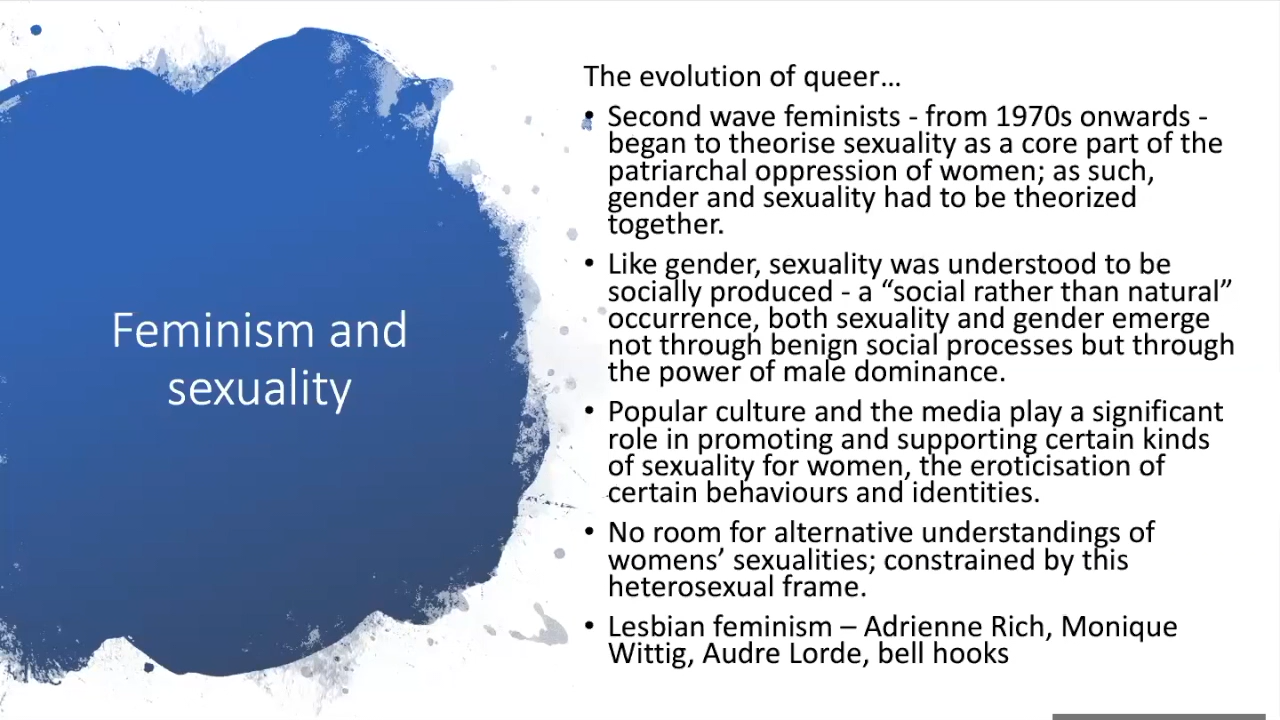 Feminism and
sexuality
The evolution of queer…
• Second wave feminists - from 1970s onwards -
began to theorise sexuality as a core part of the
patriarchal oppression of women; as such,
gender and sexuality had to be theorized
together.
• Like gender, sexuality was understood to be
socially produced - a “social rather than natural”
occurrence, both sexuality and gender emerge
not through benign social processes but through
the power of male dominance.
• Popular culture and the media play a significant
role in promoting and supporting certain kinds
of sexuality for women, the eroticisation of
certain behaviours and identities.
• No room for alternative understandings of
womens’ sexualities; constrained by this
heterosexual frame.
• Lesbian feminism – Adrienne Rich, Monique
Wittig, Audre Lorde, bell hooks